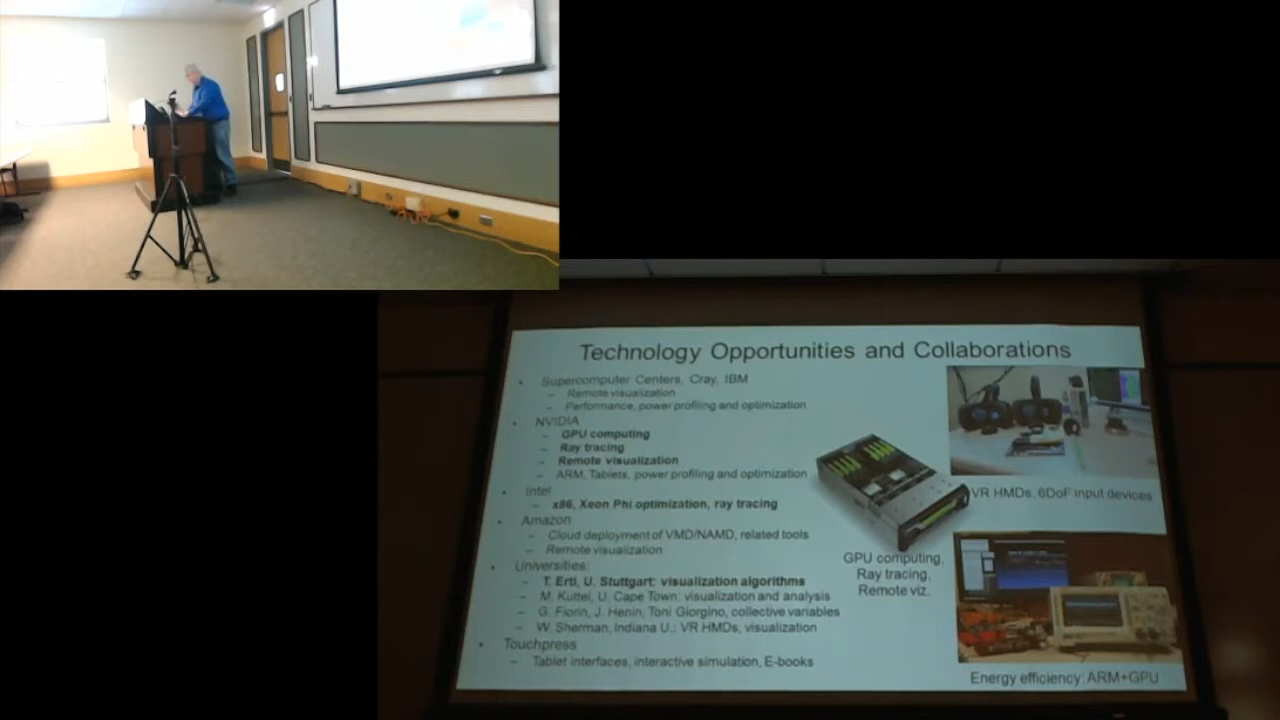 Technology Opportunities and Collaborations
• Supercomputer Centers, Cray, IBM
– Remote visualization
– Performance, power profiling and optimization
• NVIDIA
– GPU computing
– Ray tracing
– Remote visualization
– ARM, Tablets, power profiling and optimization
• Intel
– x86, Xeon Phi optimization, ray tracing
• Amazon
– Cloud deployment of VMD/NAMD, related tools
– Remote visualization
• Universities:
– T. Ertl, U. Stuttgart: visualization algorithms
– M. Kuttel, U. Cape Town: visualization and analysis
– G. Fiorin, J. Henin, Toni Giorgino, collective variables
– W. Sherman, Indiana U.: VR HMDs, visualization
• Touchpress
– Tablet interfaces, interactive simulation, E-books
VR HMDs, 6DoF input devices
GPU computing,
Ray tracing,
Remote viz.
Energy efficiency: ARM+GPU